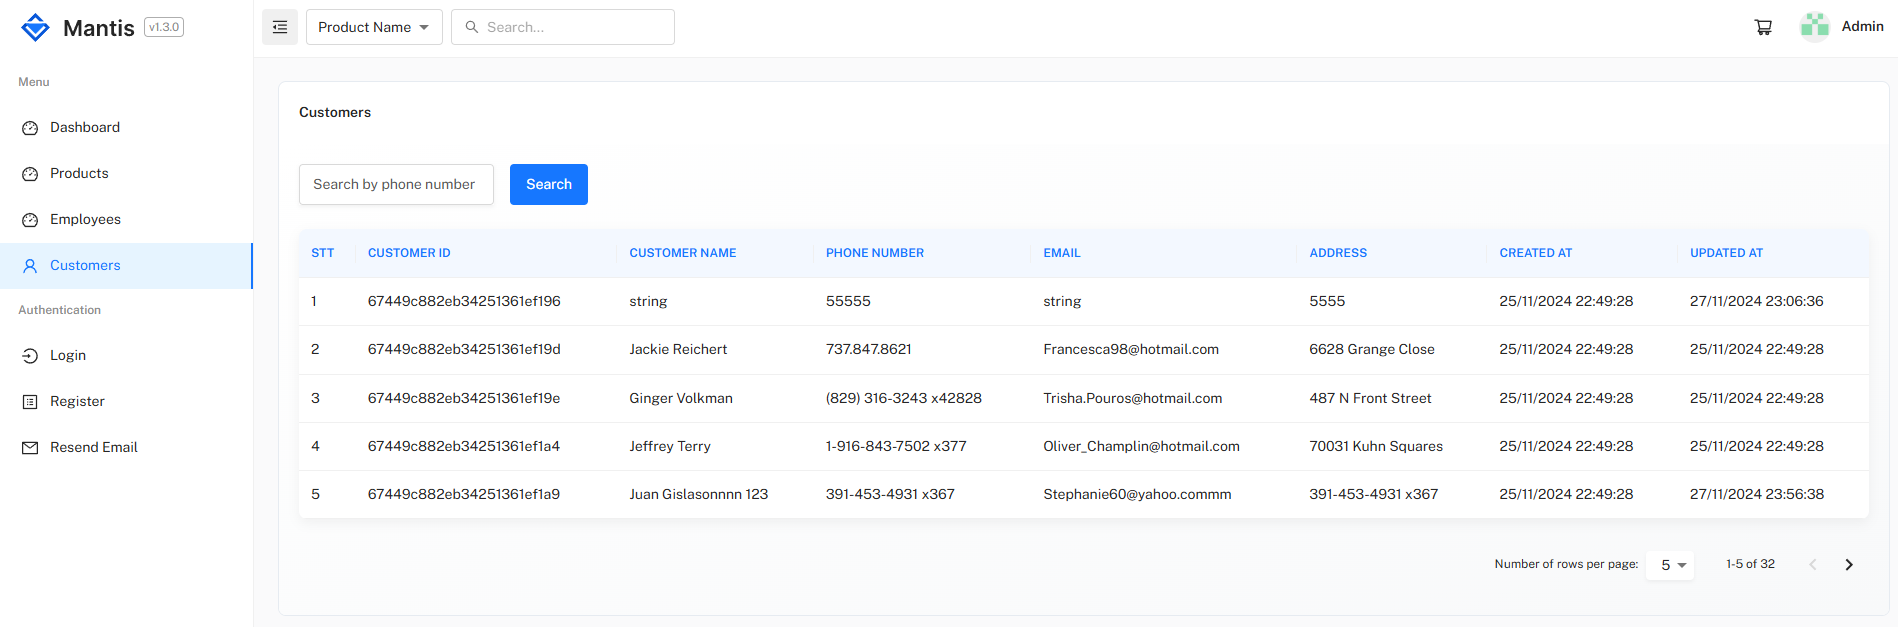 Mantis v1.3.0
Product Name
Search...
Admin
Menu
Dashboard
Products
Employees
Customers
Authentication
Login
Register
Resend Email
Customers
Search by phone number Search
STT CUSTOMER ID CUSTOMER NAME PHONE NUMBER EMAIL ADDRESS CREATED AT UPDATED AT
1 67449c882eb34251361ef196 string 55555 string 5555 25/11/2024 22:49:28 27/11/2024 23:06:36
2 67449c882eb34251361ef19d Jackie Reichert 737.847.8621 Francesca98@hotmail.com 6628 Grange Close 25/11/2024 22:49:28 25/11/2024 22:49:28
3 67449c882eb34251361ef19e Ginger Volkman (829) 316-3243 x42828 Trisha.Pouros@hotmail.com 487 N Front Street 25/11/2024 22:49:28 25/11/2024 22:49:28
4 67449c882eb34251361ef1a4 Jeffrey Terry 1-916-843-7502 x377 Oliver_Champlin@hotmail.com 70031 Kuhn Squares 25/11/2024 22:49:28 25/11/2024 22:49:28
5 67449c882eb34251361ef1a9 Juan Gislasonnnn 123 391-453-4931 x367 Stephanie60@yahoo.commm 391-453-4931 x367 25/11/2024 22:49:28 27/11/2024 23:56:38
Number of rows per page: 5 1-5 of 32